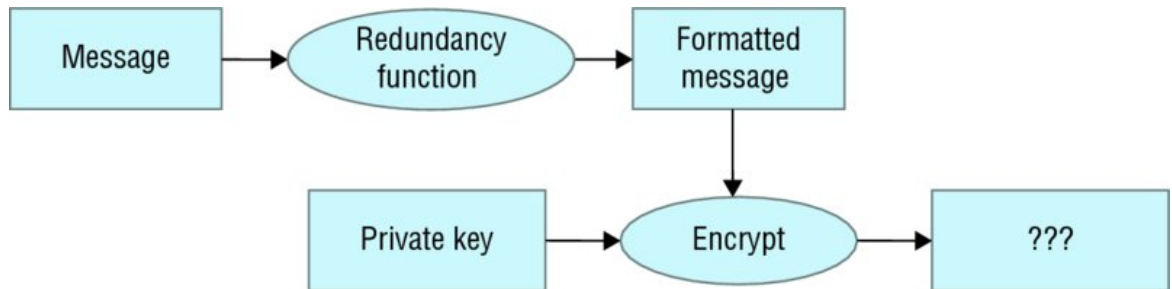 Message
Redundancy
function
Formatted
message
Private key
Encrypt
???